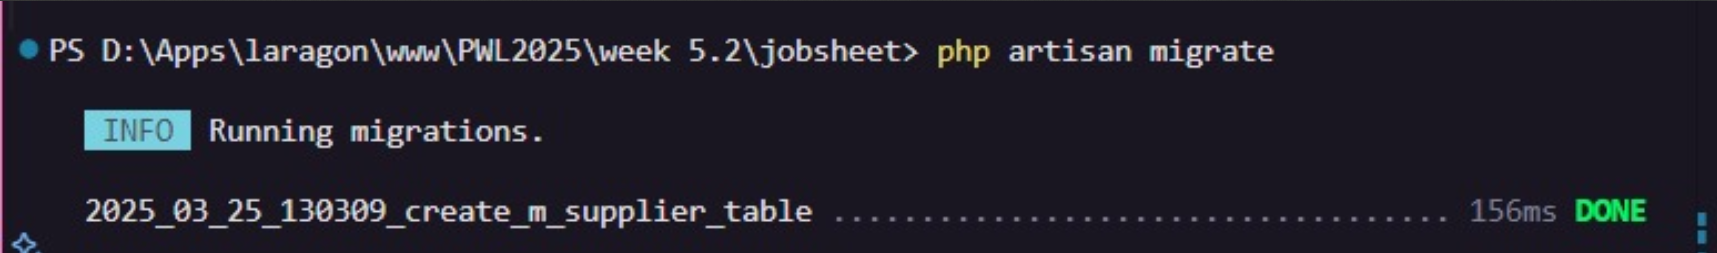 PS D:\Apps\laragon\www\PWL2025\week 5.2\jobsheet> php artisan migrate
INFO Running migrations.
2025_03_25_130309_create_m_supplier_table .................................. 156ms DONE